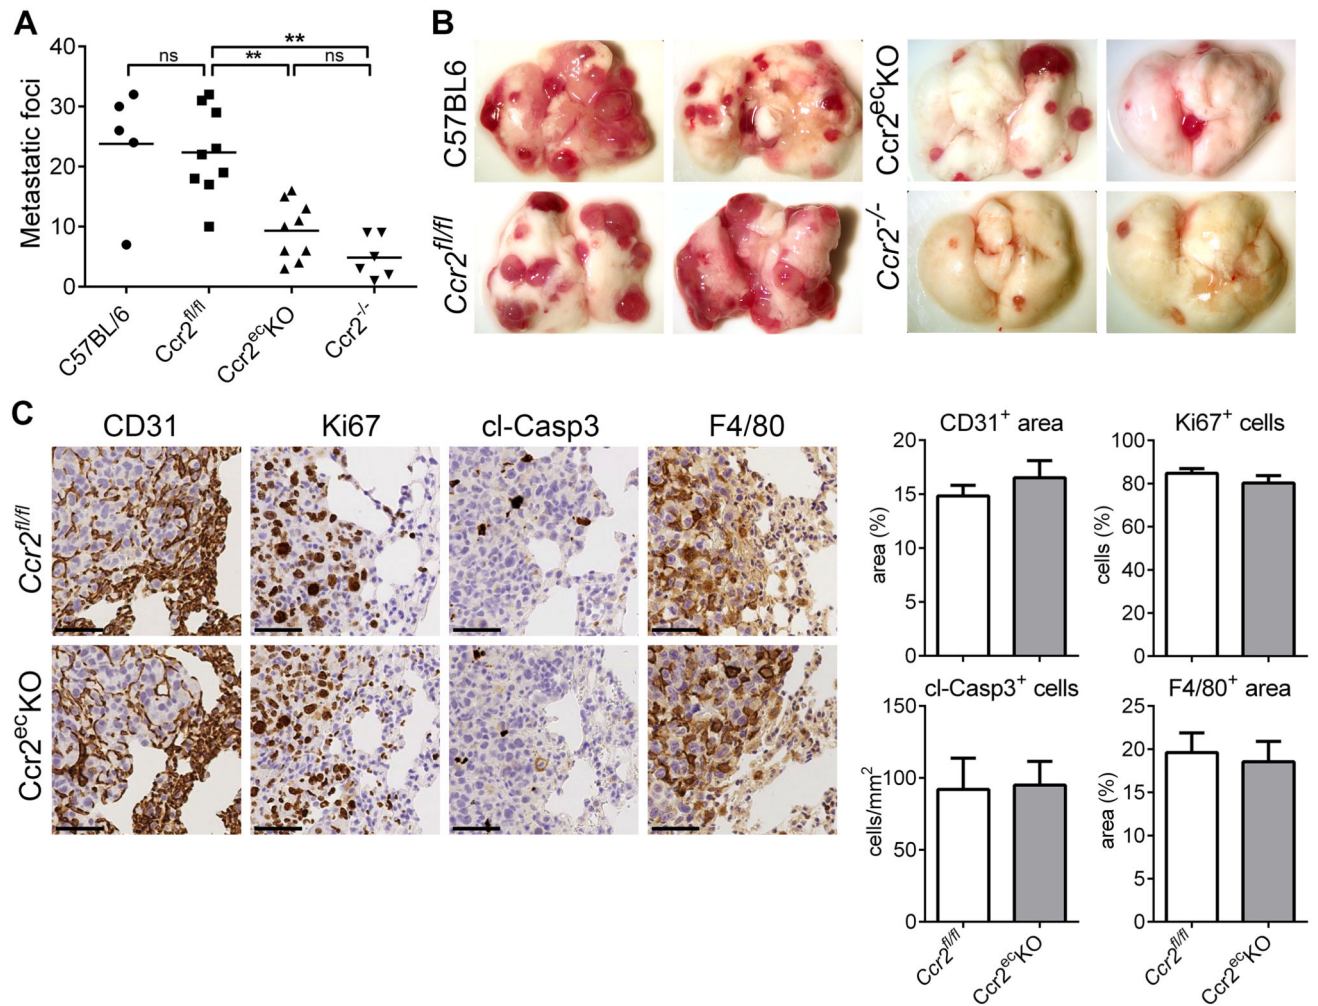 A
Metastatic foci
40
30
20
10
0
ns
**
**
ns
C57BL/6
Ccr2fl/fl
Ccr2ecKO
Ccr2-/-
B
C57BL6
Ccr2ecKO
Ccr2fl/fl
Ccr2-/-
C
CD31
Ki67
cl-Casp3
F4/80
Ccr2fl/fl
Ccr2ecKO
CD31+ area
area (%)
20
15
10
5
0
Ki67+ cells
cells (%)
100
80
60
40
20
0
cl-Casp3+ cells
cells/mm2
150
100
50
0
Ccr2fl/fl
Ccr2ecKO
F4/80+ area
area (%)
25
20
15
10
5
0
Ccr2fl/fl
Ccr2ecKO